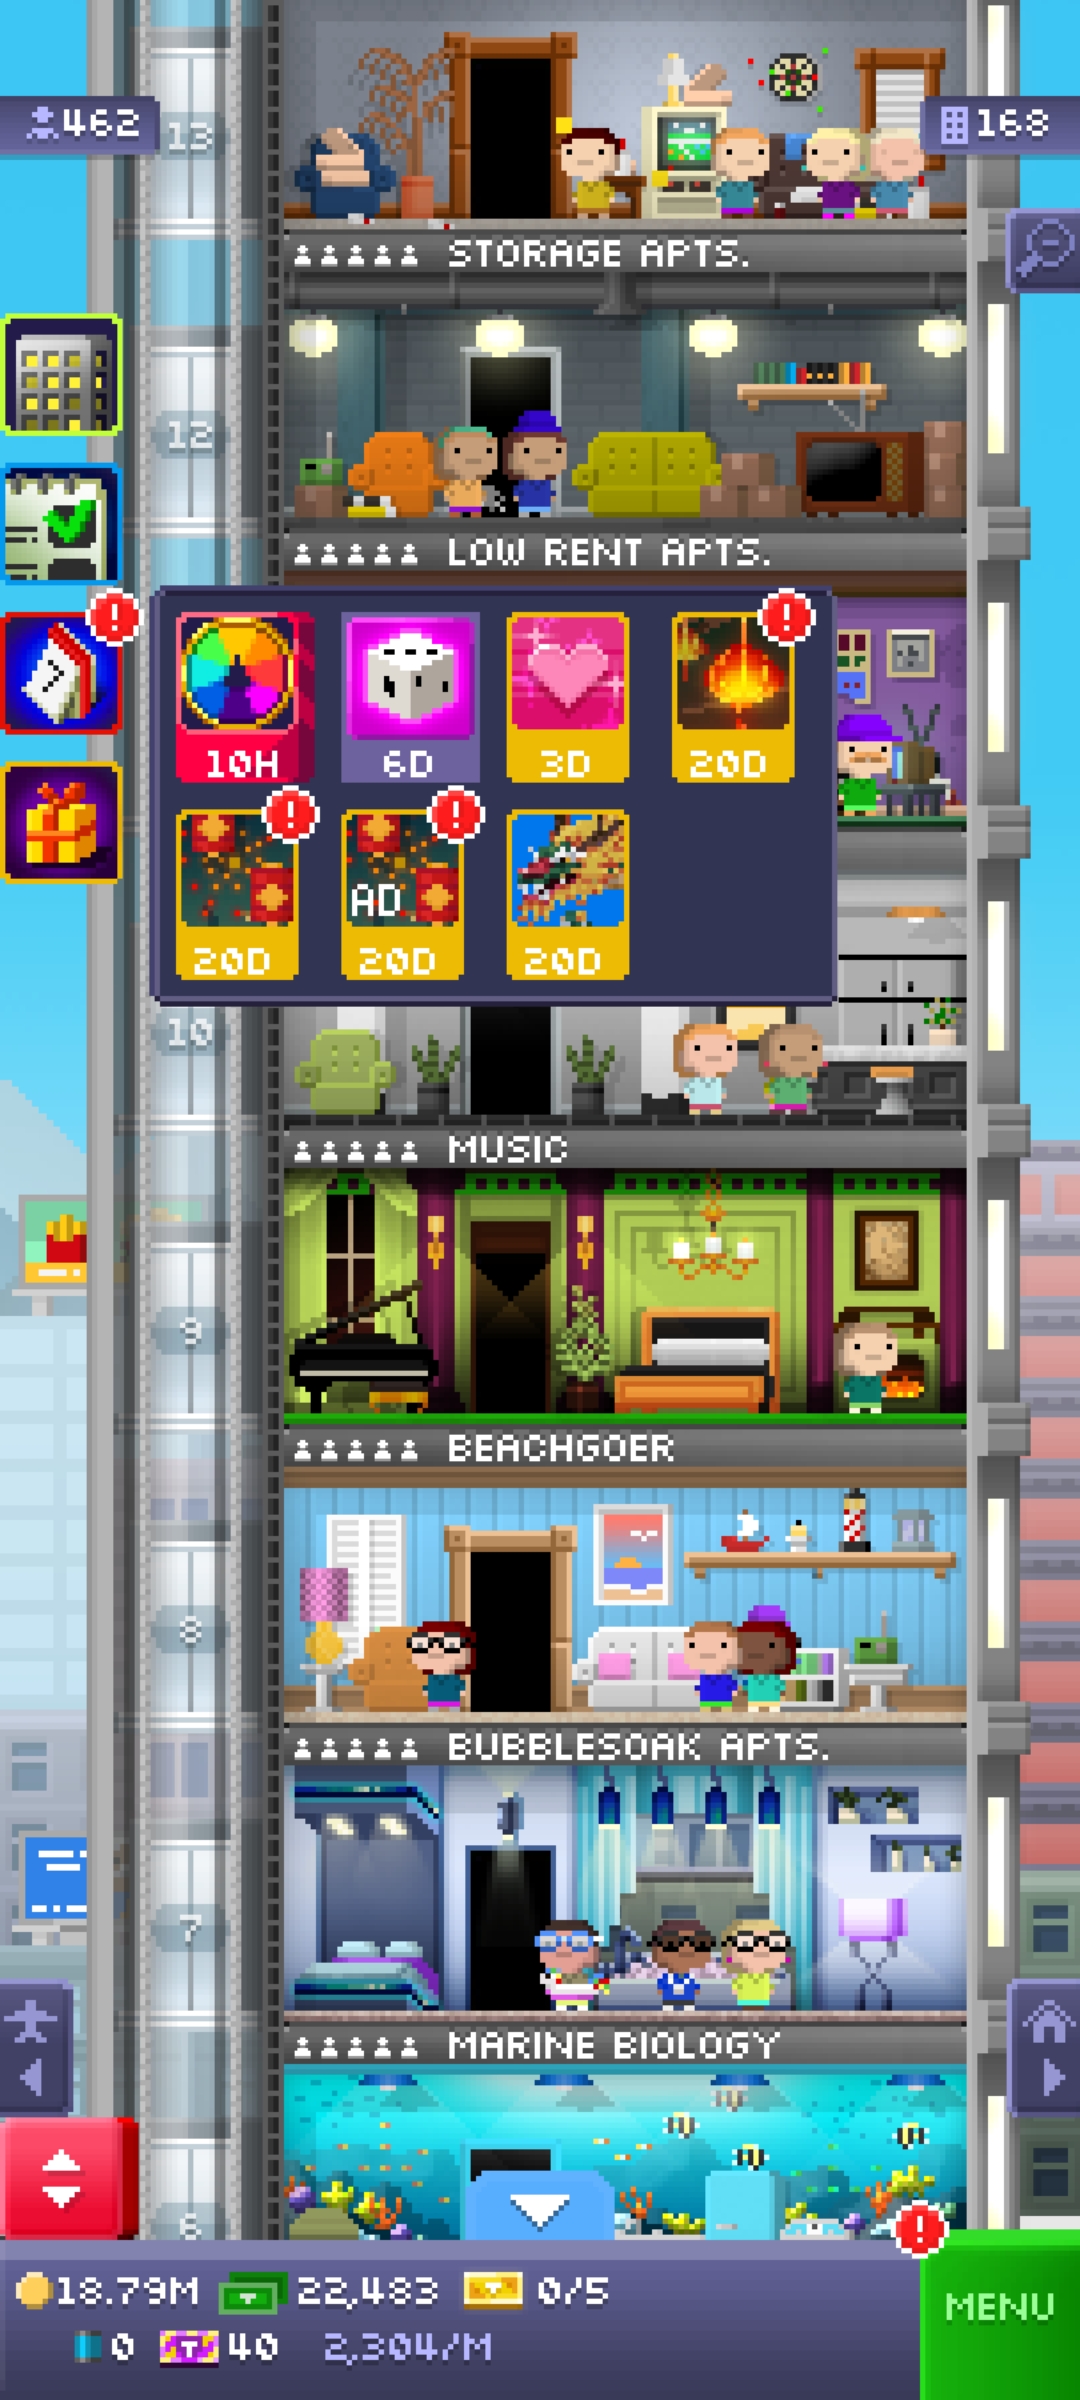 462
168
13
STORAGE APTS.
12
LOW RENT APTS.
7
10H
6D
3D
20D
20D
AD
20D
20D
10
MUSIC
9
BEACHGOER
8
BUBBLESOAK APTS.
7
MARINE BIOLOGY
6
18.79M
22,483
0/5
0
T
40
2,304/M
MENU